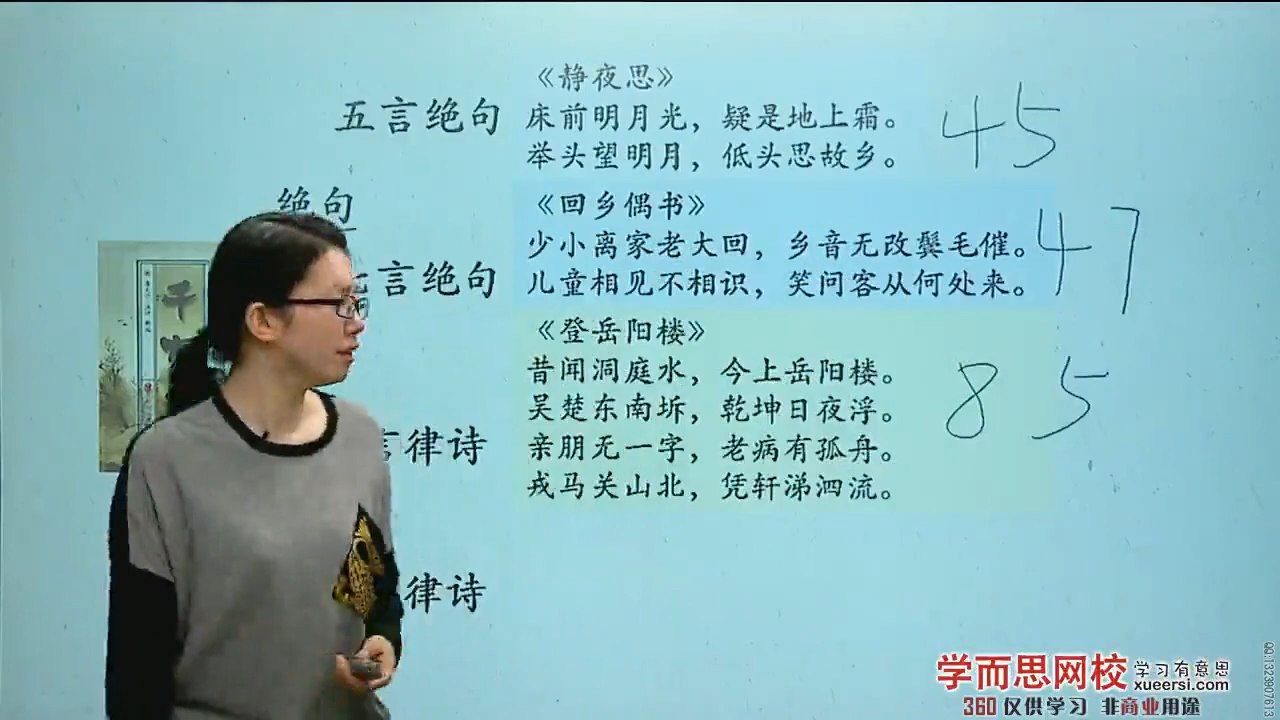 《静夜思》
五言绝句
床前明月光，疑是地上霜。
举头望明月，低头思故乡。
45
绝句
《回乡偶书》
少小离家老大回，乡音无改鬓毛催。
儿童相见不相识，笑问客从何处来。
47
言绝句
《登岳阳楼》
昔闻洞庭水，今上岳阳楼。
吴楚东南坼，乾坤日夜浮。
亲朋无一字，老病有孤舟。
戎马关山北，凭轩涕泗流。
8 5
言律诗
律诗
学而思网校 学习有意思
xueersi.com
360 仅供学习 非商业用途
QQ:132907613